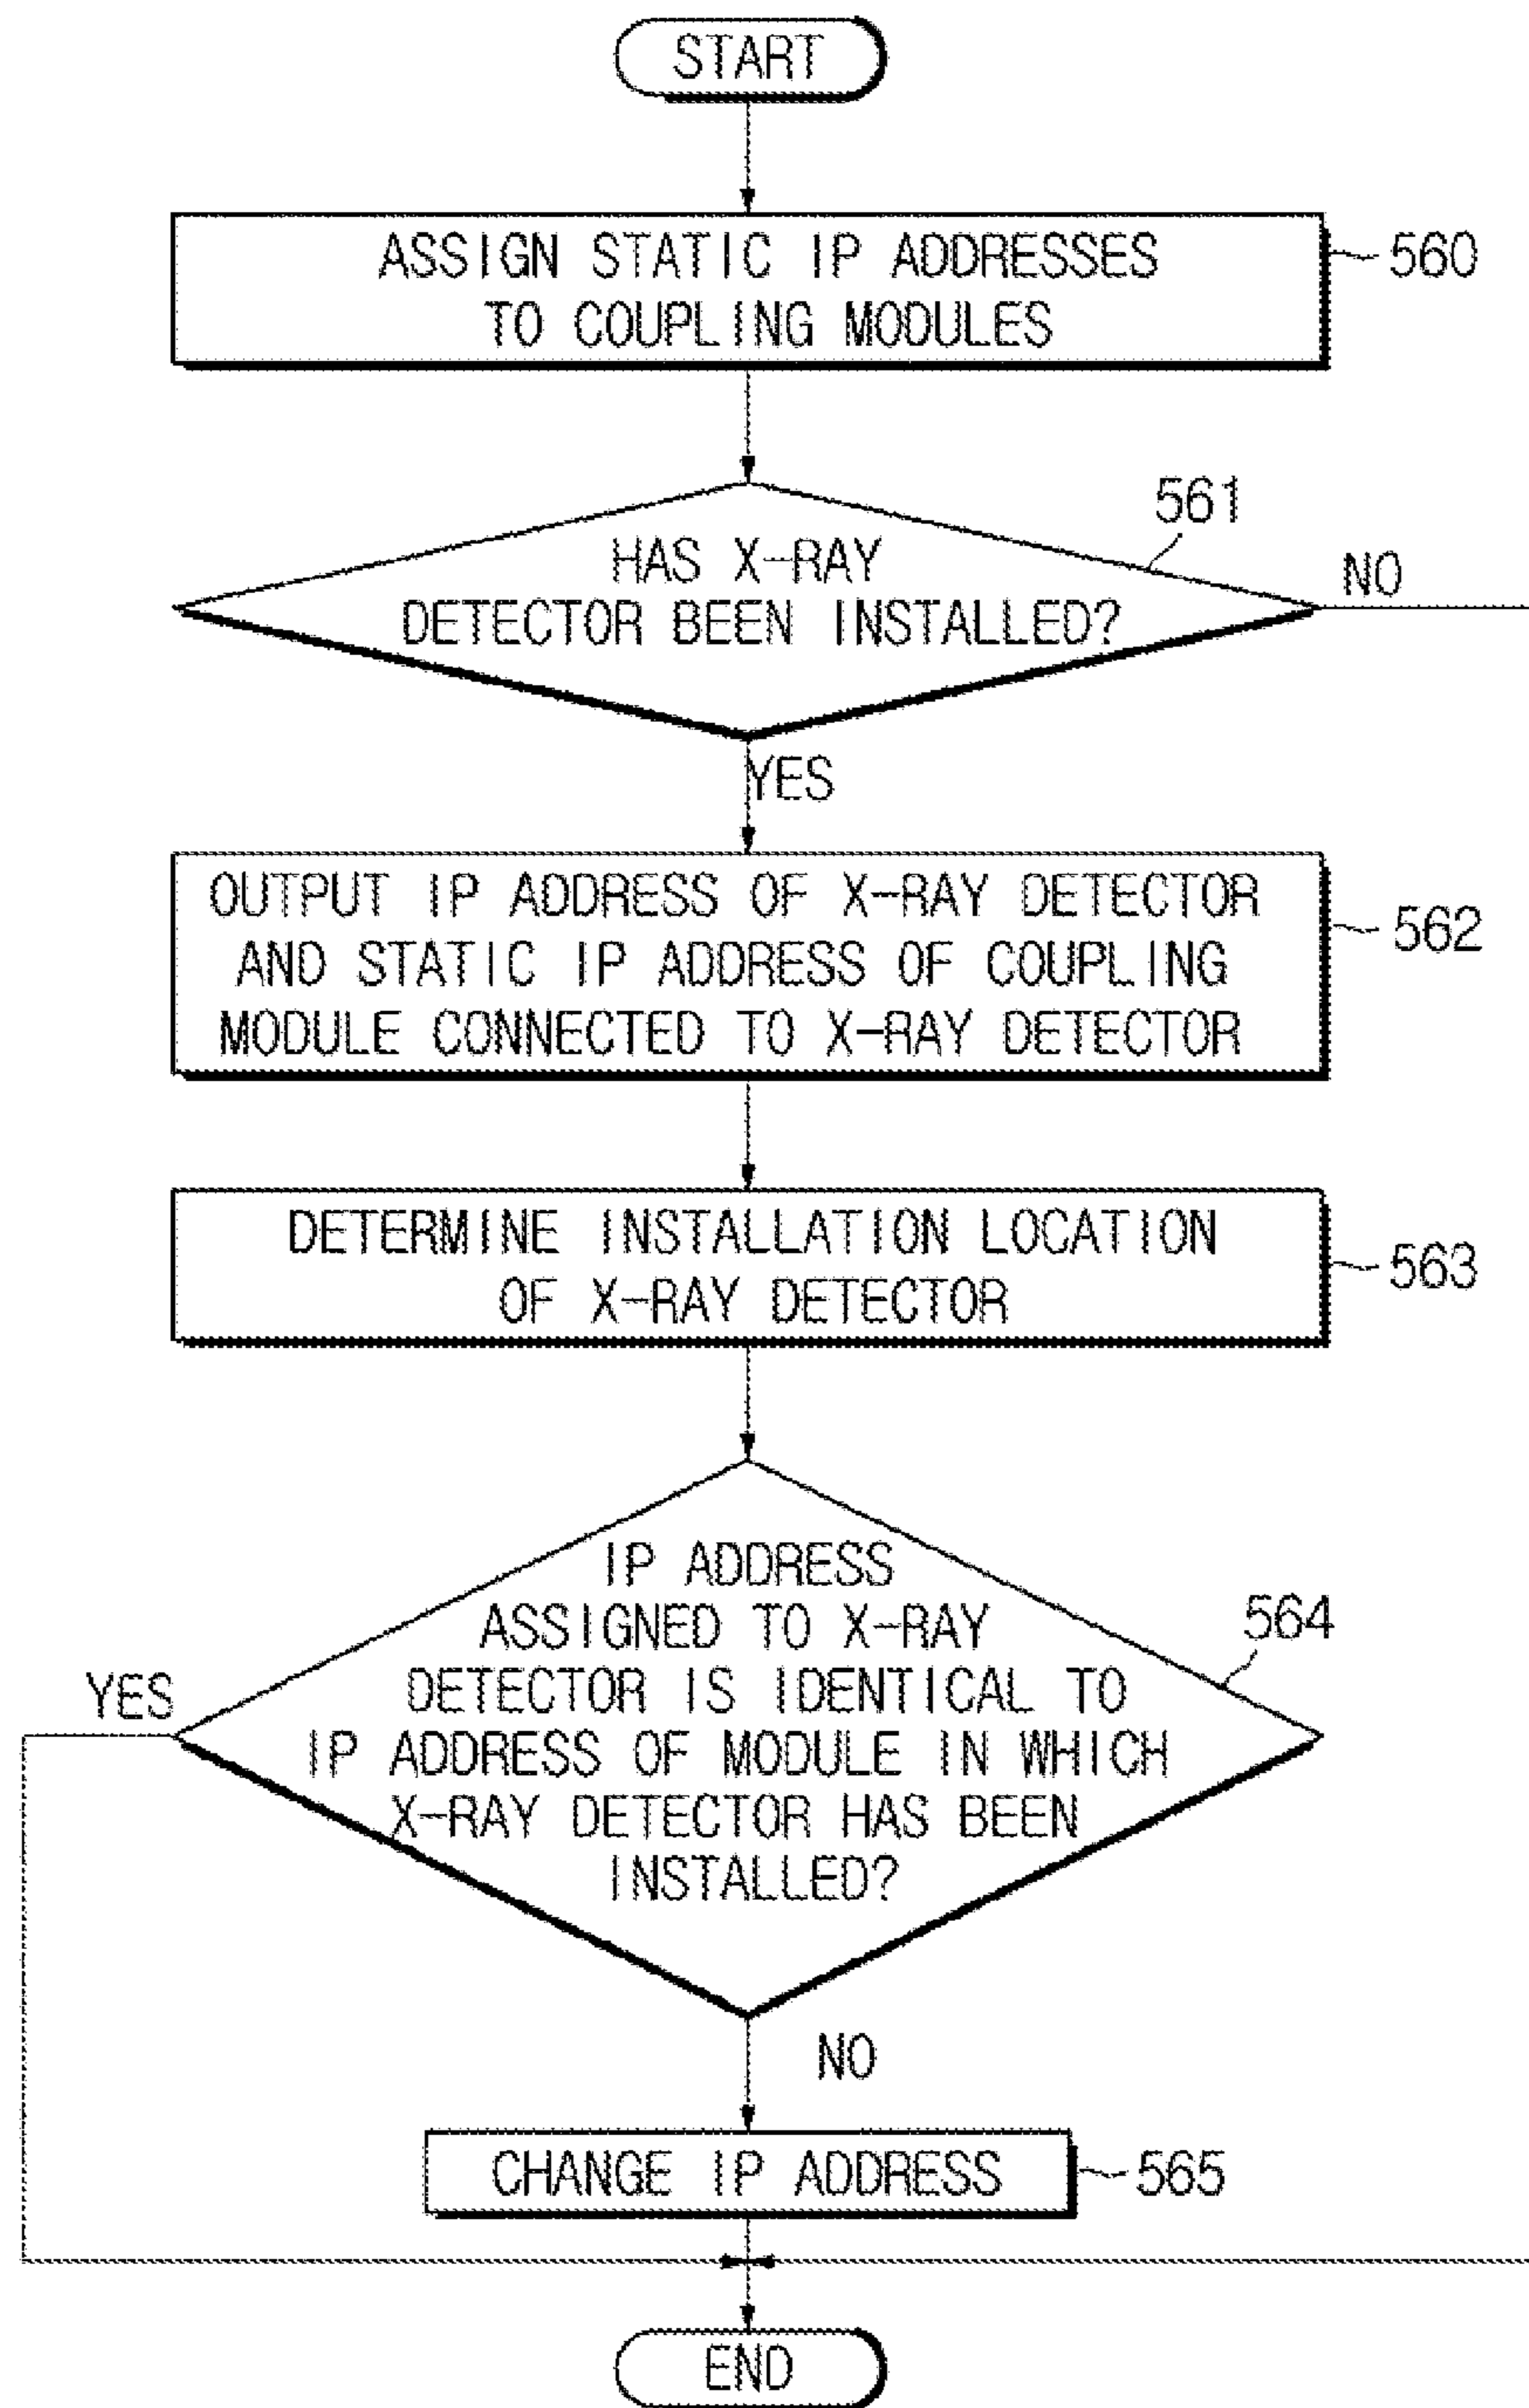 START
ASSIGN STATIC IP ADDRESSES
TO COUPLING MODULES
560
561
HAS X-RAY
DETECTOR BEEN INSTALLED?
NO
YES
OUTPUT IP ADDRESS OF X-RAY DETECTOR
AND STATIC IP ADDRESS OF COUPLING
MODULE CONNECTED TO X-RAY DETECTOR
562
DETERMINE INSTALLATION LOCATION
OF X-RAY DETECTOR
563
IP ADDRESS
ASSIGNED TO X-RAY
DETECTOR IS IDENTICAL TO
IP ADDRESS OF MODULE IN WHICH
X-RAY DETECTOR HAS BEEN
INSTALLED?
564
YES
NO
CHANGE IP ADDRESS
565
END